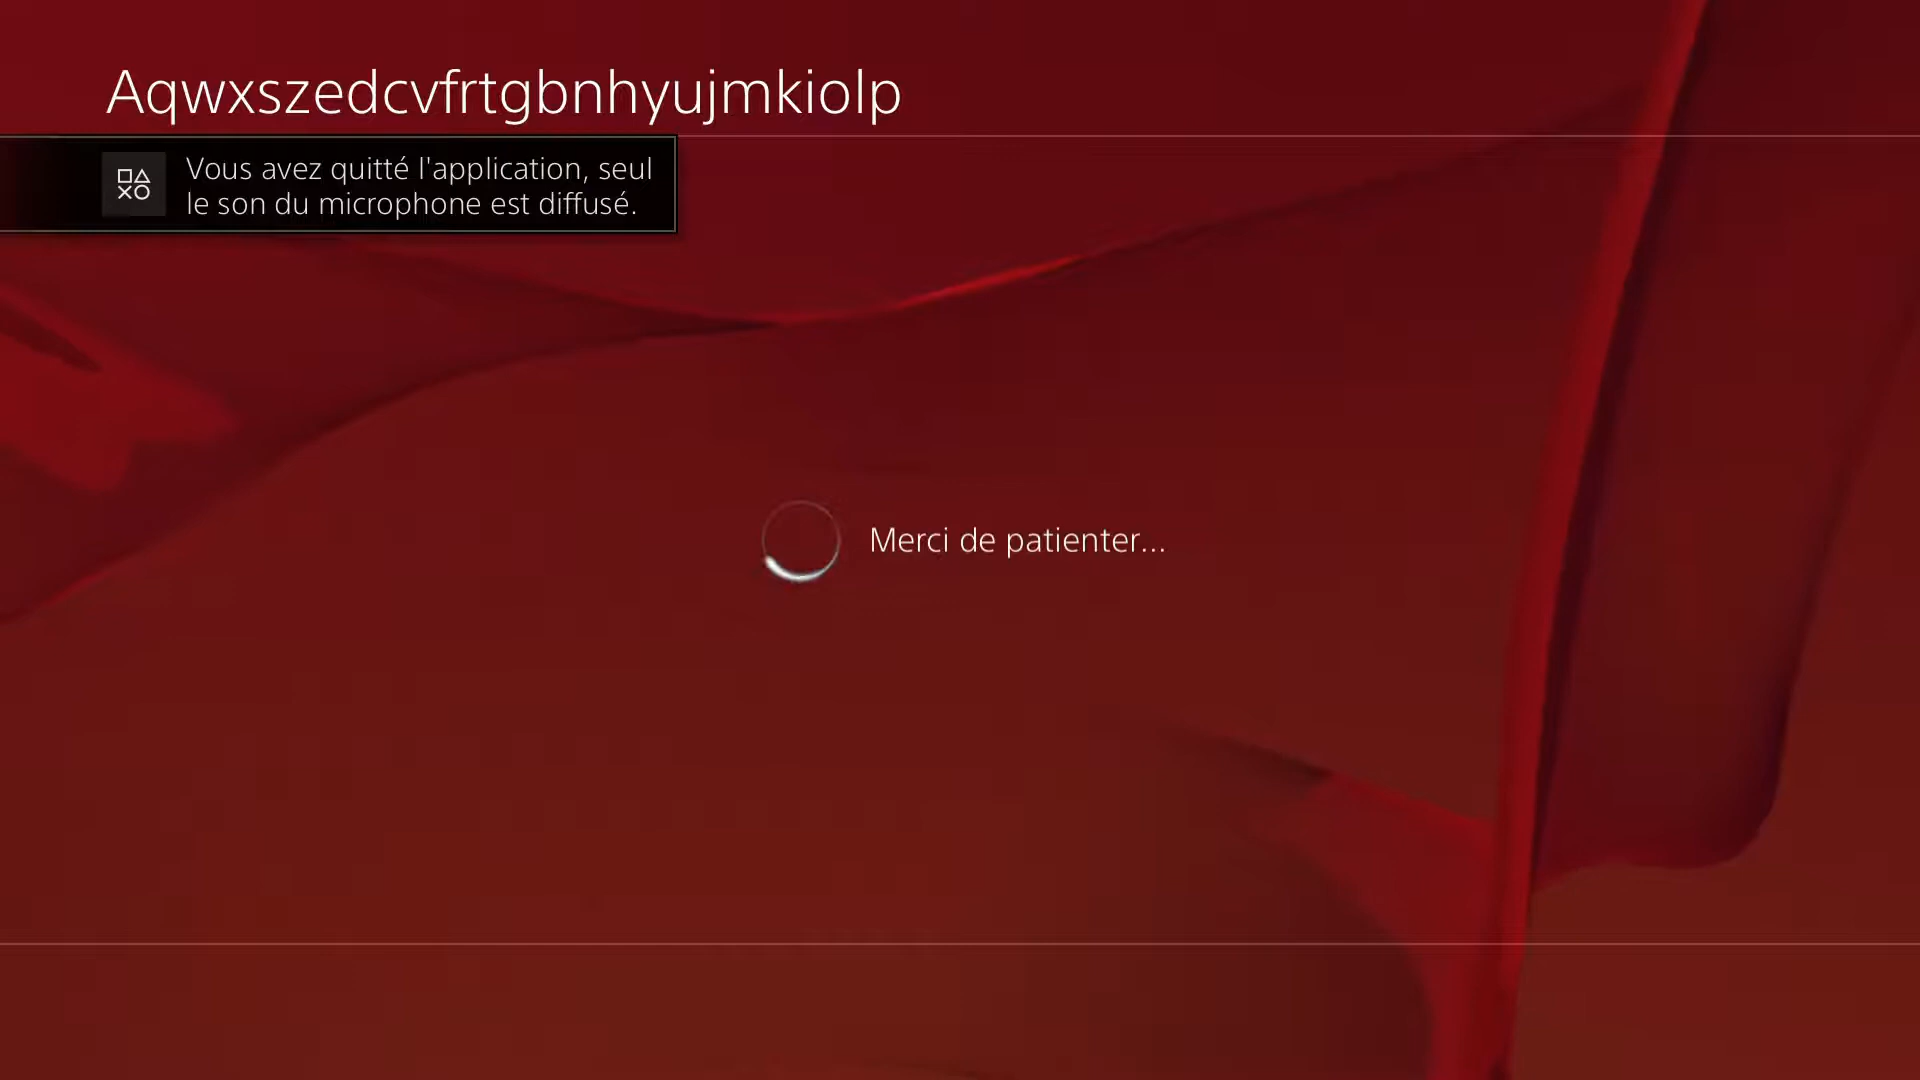 Aqwxszedcvfrtgbnhyujmkiolp
Vous avez quitté l'application, seul
le son du microphone est diffusé.
Merci de patienter...